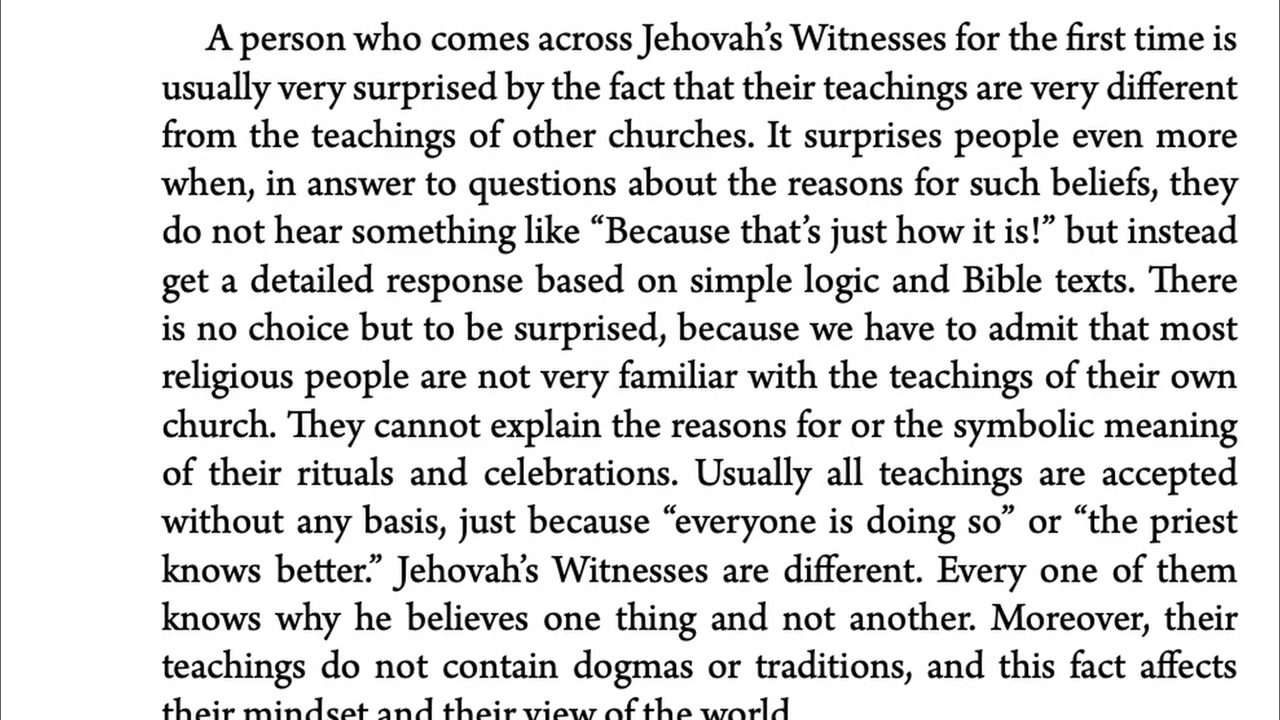 A person who comes across Jehovah’s Witnesses for the first time is
usually very surprised by the fact that their teachings are very different
from the teachings of other churches. It surprises people even more
when, in answer to questions about the reasons for such beliefs, they
do not hear something like “Because that’s just how it is!” but instead
get a detailed response based on simple logic and Bible texts. There
is no choice but to be surprised, because we have to admit that most
religious people are not very familiar with the teachings of their own
church. They cannot explain the reasons for or the symbolic meaning
of their rituals and celebrations. Usually all teachings are accepted
without any basis, just because “everyone is doing so” or “the priest
knows better.” Jehovah’s Witnesses are different. Every one of them
knows why he believes one thing and not another. Moreover, their
teachings do not contain dogmas or traditions, and this fact affects
their mindset and their view of the world